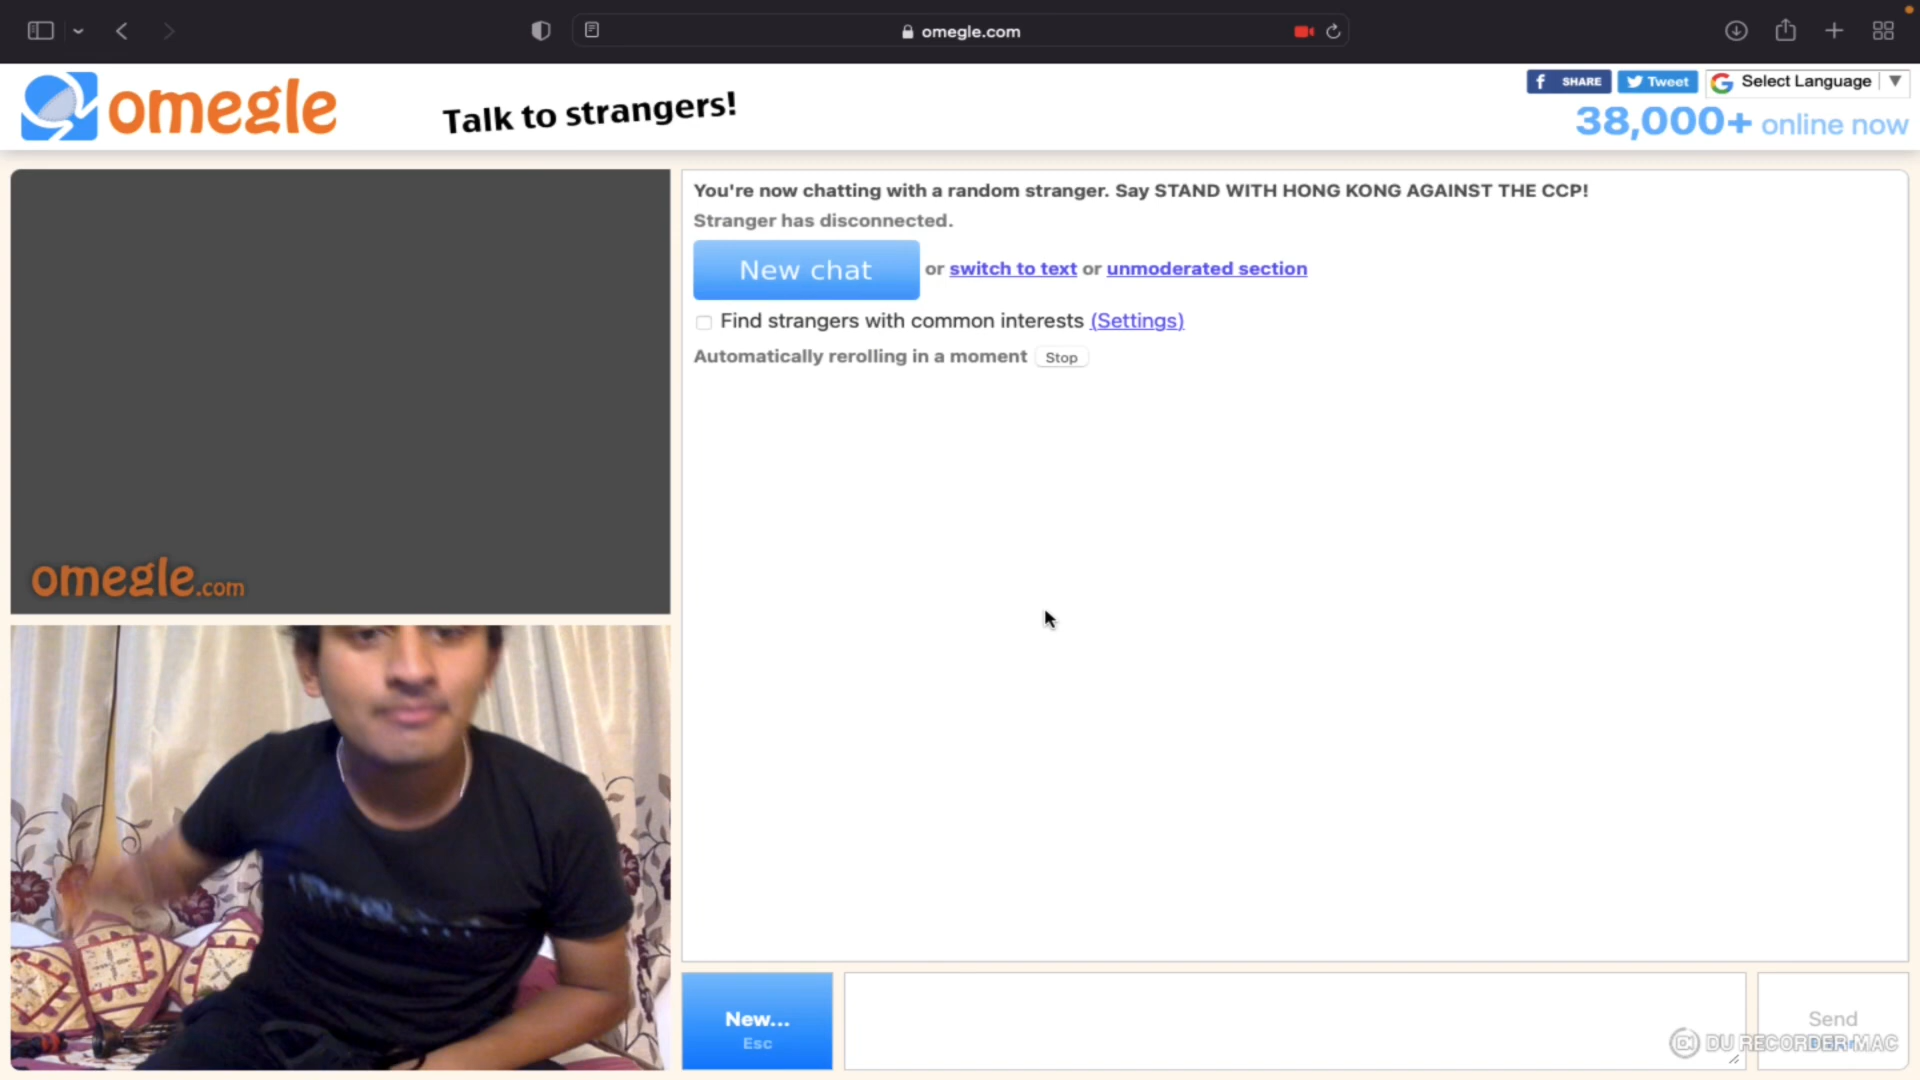 omegle.com
omegle
Talk to strangers!
SHARE
Tweet
Select Language
38,000+ online now
You're now chatting with a random stranger. Say STAND WITH HONG KONG AGAINST THE CCP!
Stranger has disconnected.
New chat or switch to text or unmoderated section
Find strangers with common interests (Settings)
Automatically rerolling in a moment Stop
omegle.com
New...
Esc
Send
DU RECORDER MAC